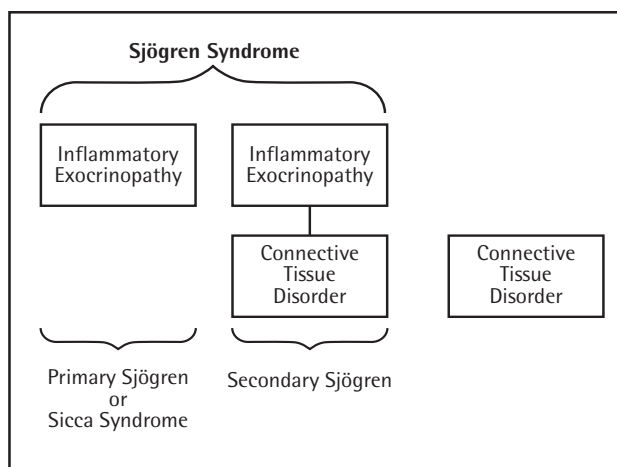 Sjögren Syndrome
Inflammatory
Exocrinopathy
Inflammatory
Exocrinopathy
Connective
Tissue
Disorder
Connective
Tissue
Disorder
Primary Sjögren
or
Sicca Syndrome
Secondary Sjögren